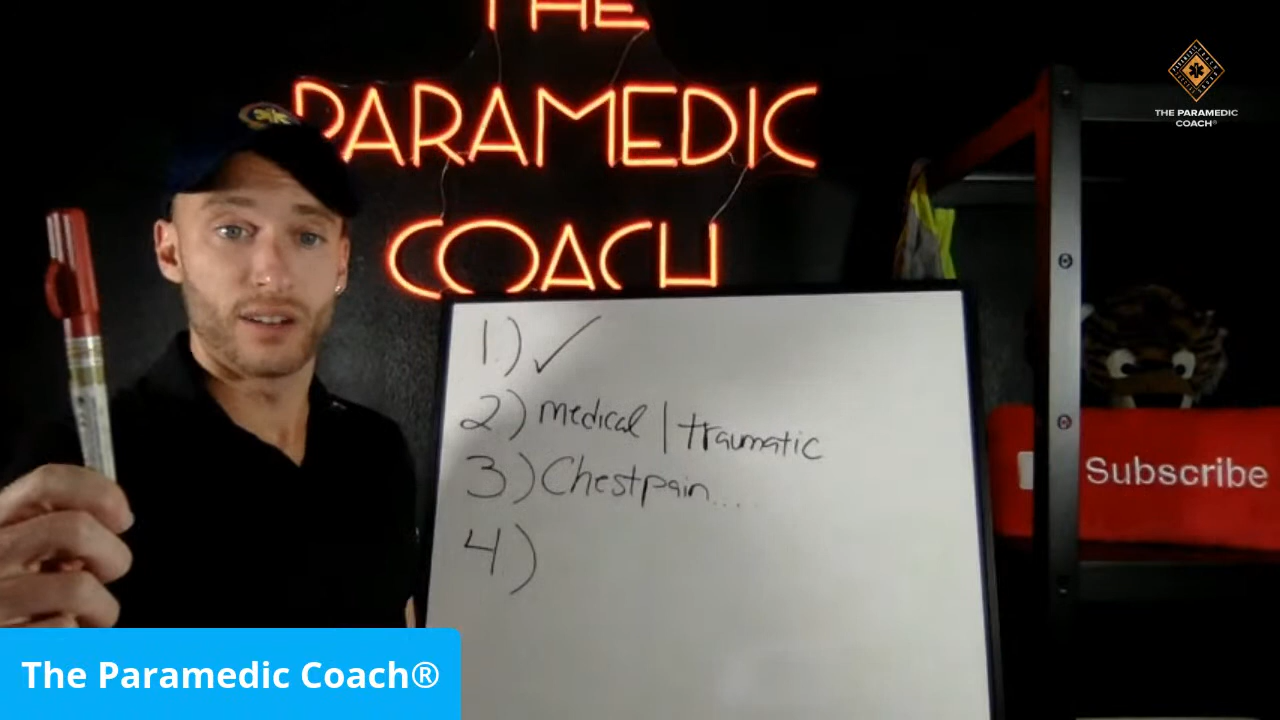 THE
PARAMEDIC
COACH
THE PARAMEDIC
COACH®
1.) ✓
2) medical | traumatic
3) Chestpain...
4)
Subscribe
The Paramedic Coach®